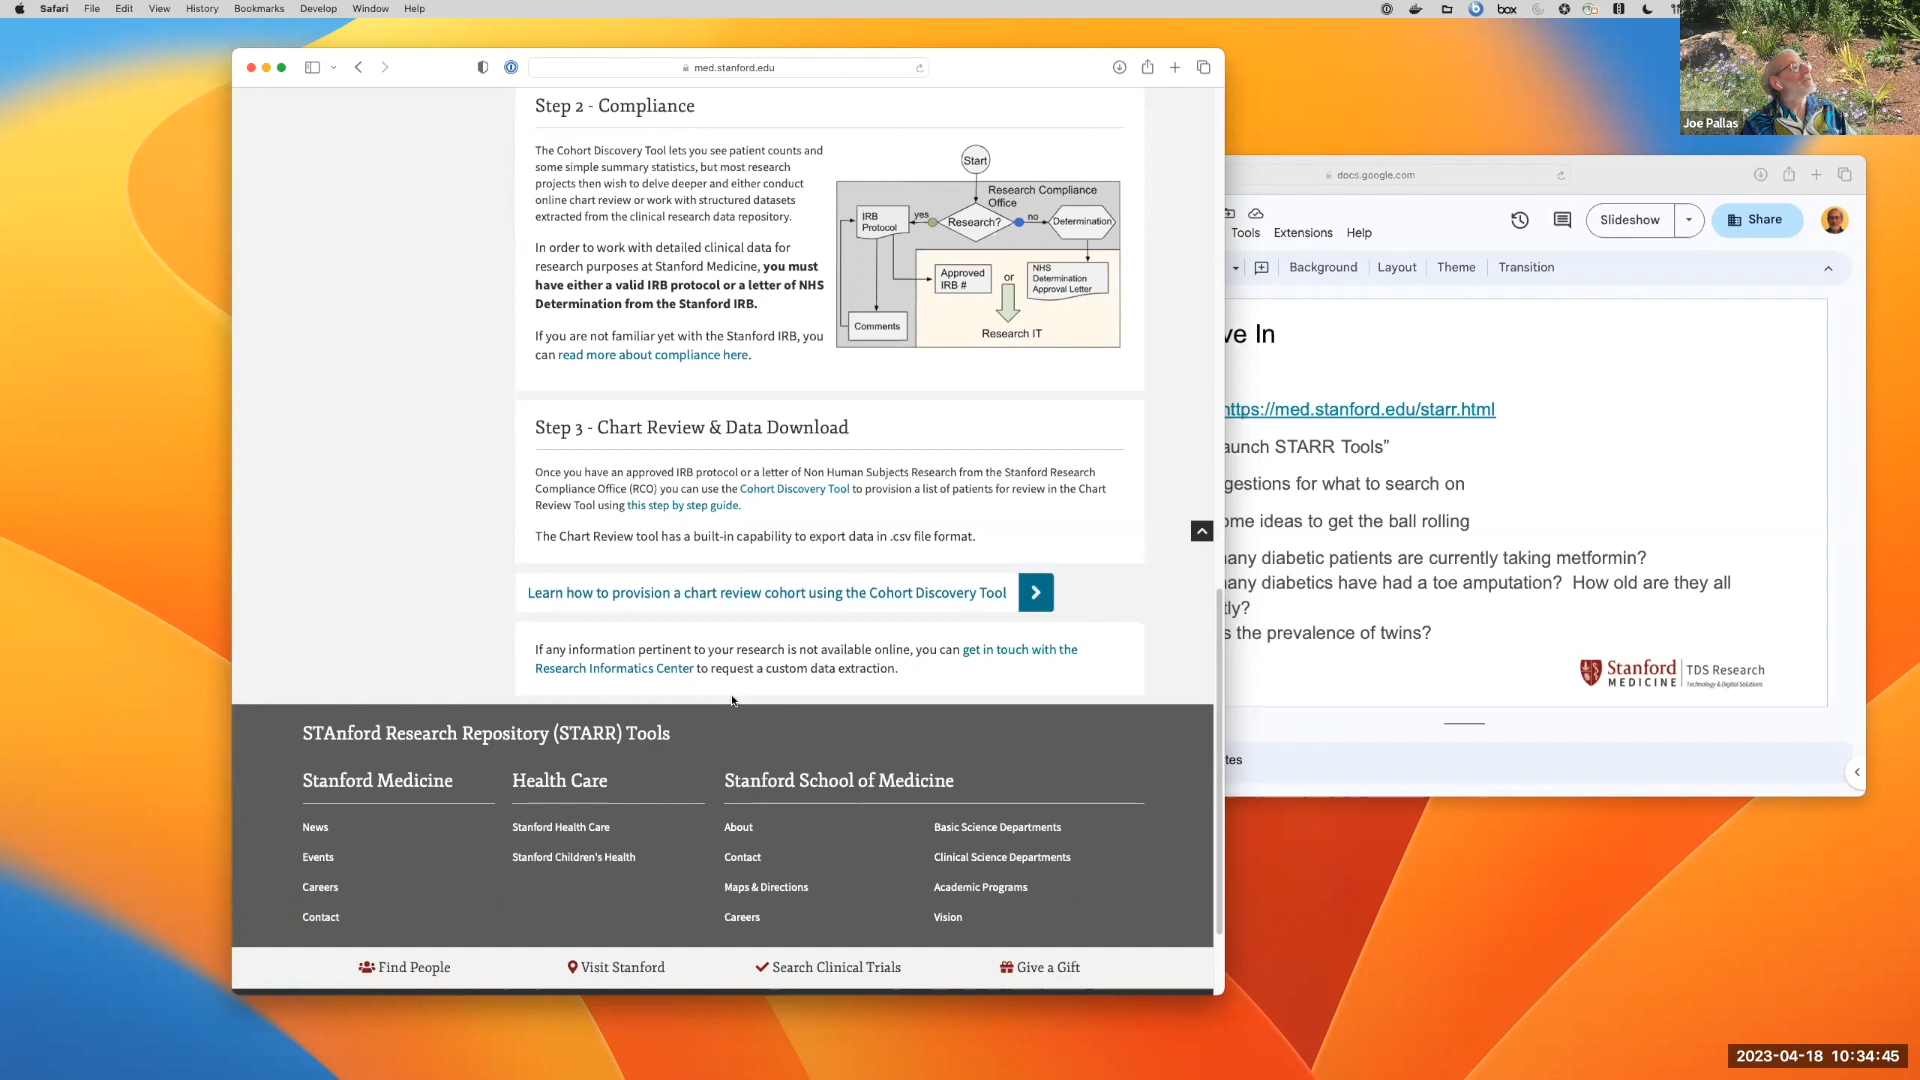 Safari File Edit View History Bookmarks Develop Window Help
box
Joe Pallas
med.stanford.edu
Step 2 - Compliance
The Cohort Discovery Tool lets you see patient counts and
some simple summary statistics, but most research
projects then wish to delve deeper and either conduct
online chart review or work with structured datasets
extracted from the clinical research data repository.
In order to work with detailed clinical data for
research purposes at Stanford Medicine, you must
have either a valid IRB protocol or a letter of NHS
Determination from the Stanford IRB.
If you are not familiar yet with the Stanford IRB, you
can read more about compliance here.
Start
Research Compliance
Office
IRB
Protocol
yes
Research?
no
Determination
Approved
IRB #
or
NHS
Determination
Approval Letter
Comments
Research IT
Step 3 - Chart Review & Data Download
Once you have an approved IRB protocol or a letter of Non Human Subjects Research from the Stanford Research
Compliance Office (RCO) you can use the Cohort Discovery Tool to provision a list of patients for review in the Chart
Review Tool using this step by step guide.
The Chart Review tool has a built-in capability to export data in .csv file format.
Learn how to provision a chart review cohort using the Cohort Discovery Tool
If any information pertinent to your research is not available online, you can get in touch with the
Research Informatics Center to request a custom data extraction.
STAnford Research Repository (STARR) Tools
Stanford Medicine
News
Events
Careers
Contact
Health Care
Stanford Health Care
Stanford Children's Health
Stanford School of Medicine
About
Contact
Maps & Directions
Careers
Basic Science Departments
Clinical Science Departments
Academic Programs
Vision
Find People
Visit Stanford
Search Clinical Trials
Give a Gift
docs.google.com
Tools Extensions Help
Slideshow
Share
Background Layout Theme Transition
ve In
https://med.stanford.edu/starr.html
aunch STARR Tools”
gestions for what to search on
ome ideas to get the ball rolling
any diabetic patients are currently taking metformin?
any diabetics have had a toe amputation? How old are they all
tly?
s the prevalence of twins?
Stanford
MEDICINE
TDS Research
Technology & Digital Solutions
tes
2023-04-18 10:34:45